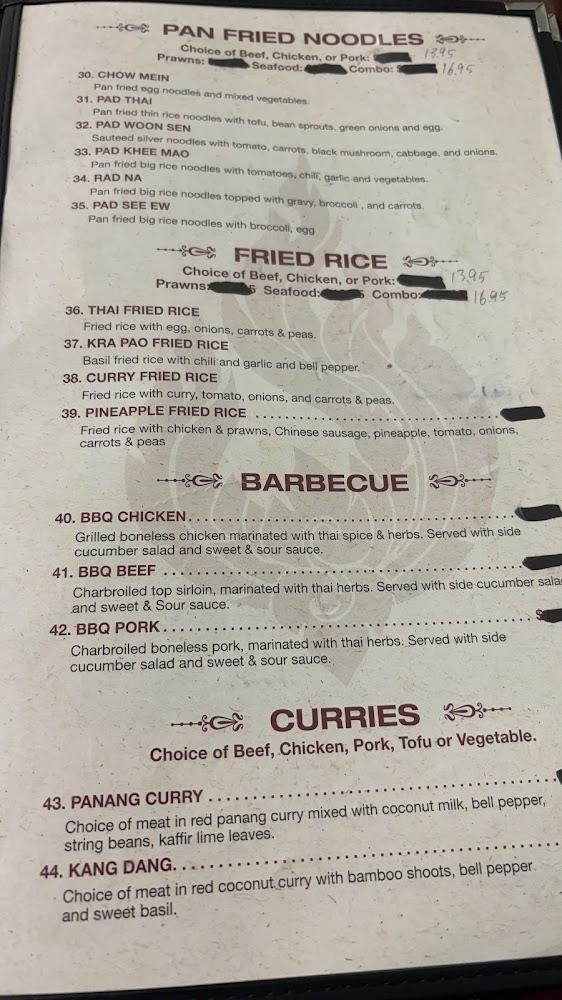 PAN FRIED NOODLES
Choice of Beef, Chicken, or Pork: 13.95
Prawns: Seafood: Combo: 16.95
30. CHOW MEIN
Pan fried egg noodles and mixed vegetables.
31. PAD THAI
Pan fried thin rice noodles with tofu, bean sprouts, green onions and egg.
32. PAD WOON SEN
Sauteed silver noodles with tomato, carrots, black mushroom, cabbage, and onions.
33. PAD KHEE MAO
Pan fried big rice noodles with tomatoes, chili, garlic and vegetables.
34. RAD NA
Pan fried big rice noodles topped with gravy, broccoli , and carrots.
35. PAD SEE EW
Pan fried big rice noodles with broccoli, egg
FRIED RICE
Choice of Beef, Chicken, or Pork: 13.95
Prawns: 5 Seafood: Combo: 16.95
36. THAI FRIED RICE
Fried rice with egg, onions, carrots & peas.
37. KRA PAO FRIED RICE
Basil fried rice with chili and garlic and bell pepper.
38. CURRY FRIED RICE
Fried rice with curry, tomato, onions, and carrots & peas.
39. PINEAPPLE FRIED RICE
Fried rice with chicken & prawns, Chinese sausage, pineapple, tomato, onions,
carrots & peas
BARBECUE
40. BBQ CHICKEN
Grilled boneless chicken marinated with thai spice & herbs. Served with side
cucumber salad and sweet & sour sauce.
41. BBQ BEEF
Charbroiled top sirloin, marinated with thai herbs. Served with side cucumber sala
and sweet & Sour sauce.
42. BBQ PORK
Charbroiled boneless pork, marinated with thai herbs. Served with side
cucumber salad and sweet & sour sauce.
CURRIES
Choice of Beef, Chicken, Pork, Tofu or Vegetable.
43. PANANG CURRY
Choice of meat in red panang curry mixed with coconut milk, bell pepper,
string beans, kaffir lime leaves.
44. KANG DANG
Choice of meat in red coconut curry with bamboo shoots, bell pepper
and sweet basil.